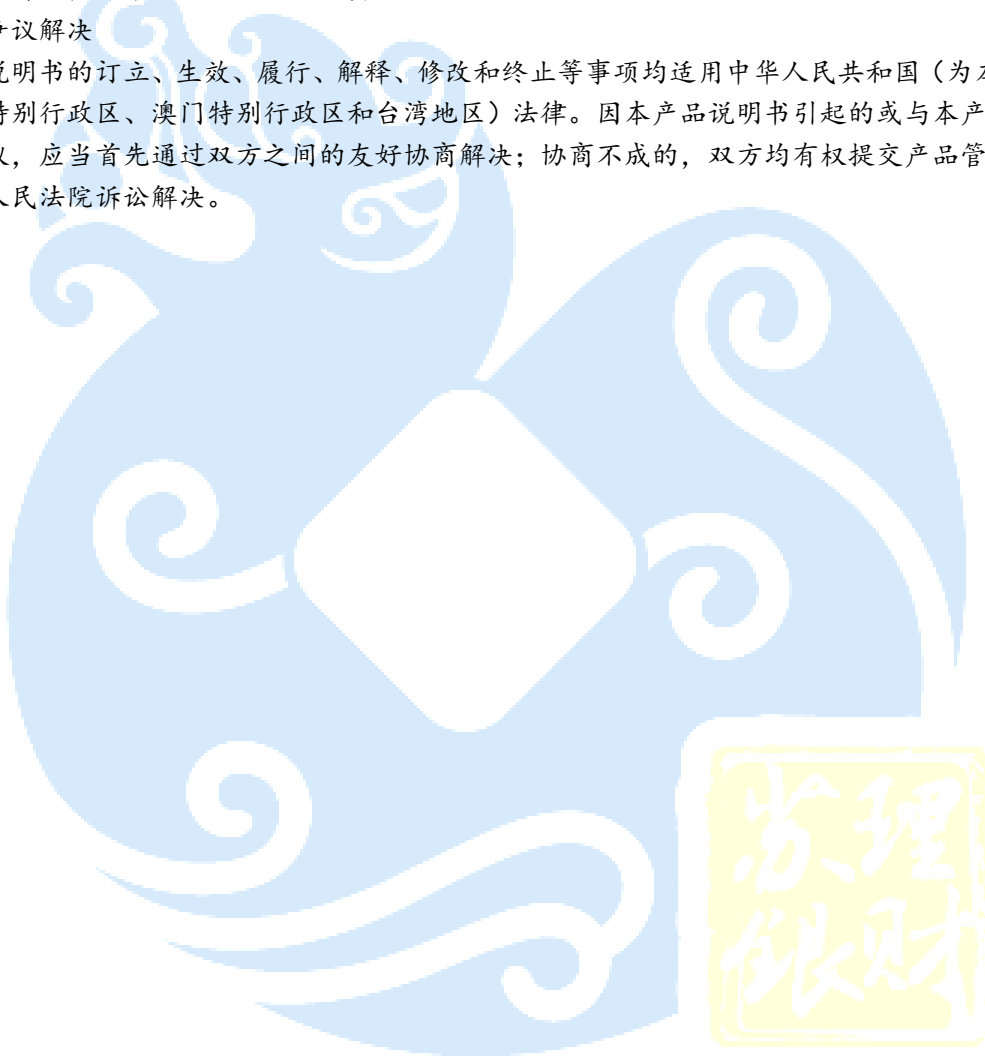 议解决
说明书的订立、生效、履行、解释、修改和终止等事项均适用中华人民共和国（为
特别行政区、澳门特别行政区和台湾地区）法律。因本产品说明书引起的或与本产
议，应当首先通过双方之间的友好协商解决；协商不成的，双方均有权提交产品管
人民法院诉讼解决。
苏理
银财